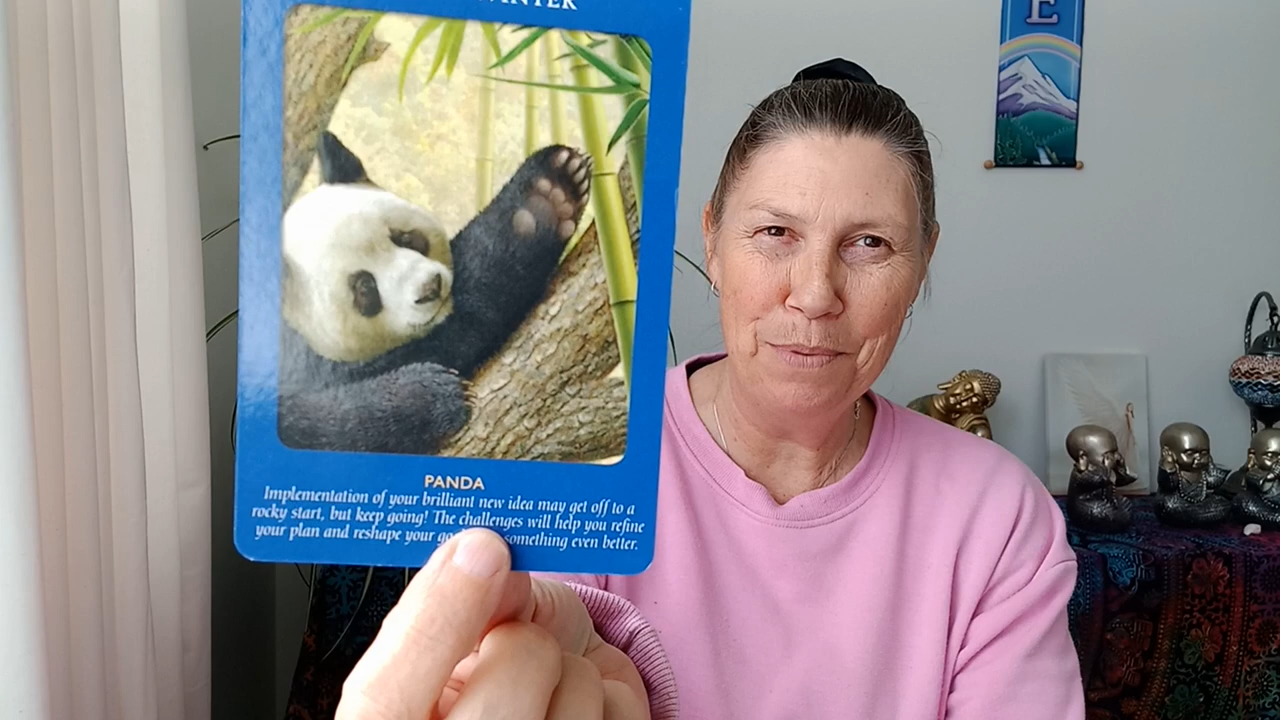 WINTER
PANDA
Implementation of your brilliant new idea may get off to a
rocky start, but keep going! The challenges will help you refine
your plan and reshape your something even better.
E